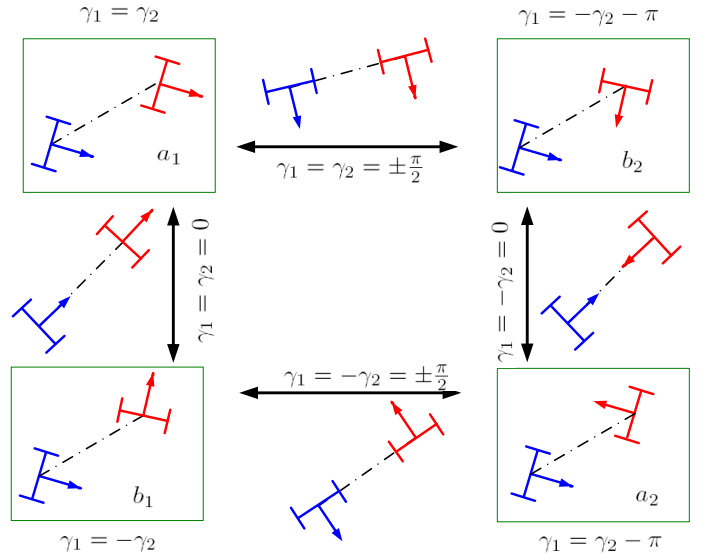 γ₁ = γ₂
γ₁ = −γ₂ − π
a₁
b₂
γ₁ = γ₂ = ±π/2
γ₁ = γ₂ = 0
γ₁ = −γ₂ = 0
γ₁ = −γ₂ = ±π/2
b₁
a₂
γ₁ = −γ₂
γ₁ = γ₂ − π